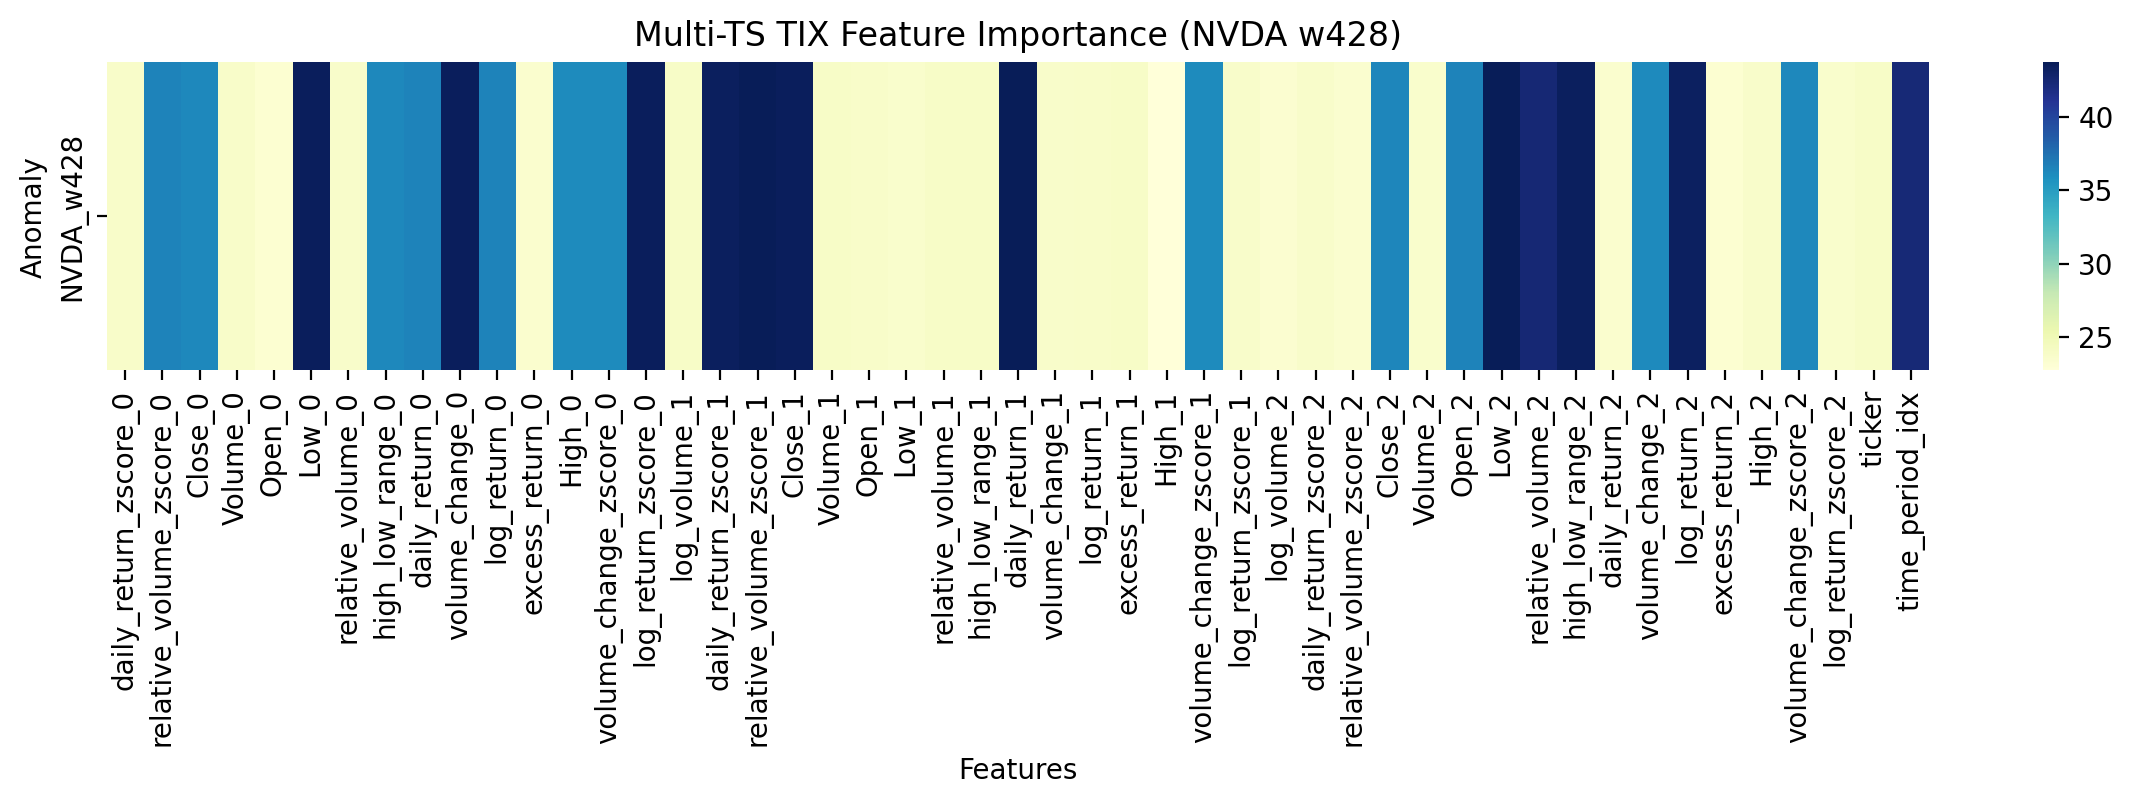 Multi-TS TIX Feature Importance (NVDA w428)
Anomaly
NVDA_w428
40
35
30
25
daily_return_zscore_0
relative_volume_zscore_0
Close_0
Volume_0
Open_0
Low_0
relative_volume_0
high_low_range_0
daily_return_0
volume_change_0
log_return_0
excess_return_0
High_0
volume_change_zscore_0
log_return_zscore_0
log_volume_1
daily_return_zscore_1
relative_volume_zscore_1
Close_1
Volume_1
Open_1
Low_1
relative_volume_1
high_low_range_1
daily_return_1
volume_change_1
log_return_1
excess_return_1
High_1
volume_change_zscore_1
log_return_zscore_1
log_volume_2
daily_return_zscore_2
relative_volume_zscore_2
Close_2
Volume_2
Open_2
Low_2
relative_volume_2
high_low_range_2
daily_return_2
volume_change_2
log_return_2
excess_return_2
High_2
volume_change_zscore_2
log_return_zscore_2
ticker
time_period_idx
Features